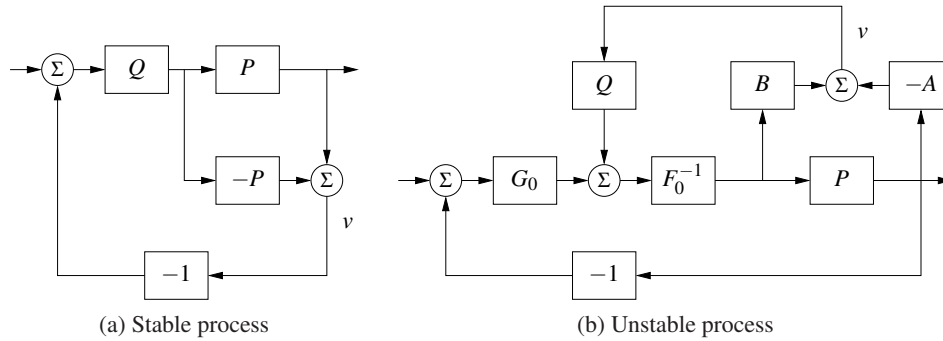 Σ Q P
−P Σ
v
−1
(a) Stable process
v
Q B Σ −A
Σ G₀ Σ F₀⁻¹ P
−1
(b) Unstable process